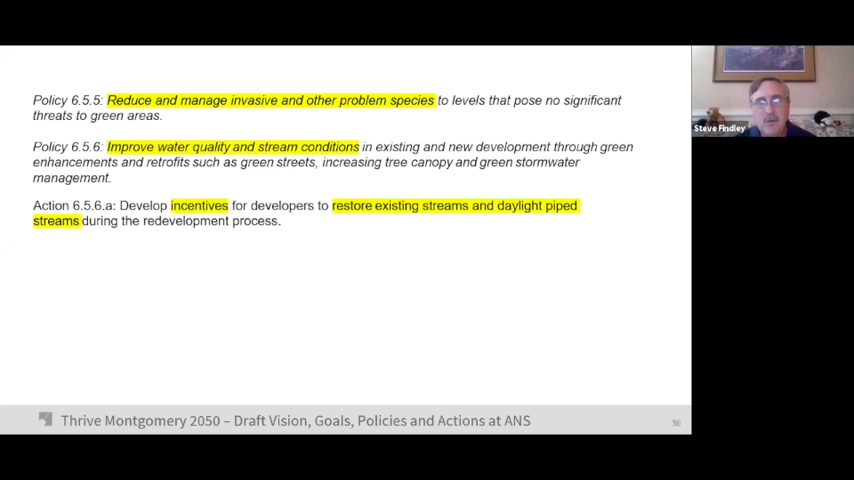 Policy 6.5.5: Reduce and manage invasive and other problem species to levels that pose no significant
threats to green areas.
Policy 6.5.6: Improve water quality and stream conditions in existing and new development through green
enhancements and retrofits such as green streets, increasing tree canopy and green stormwater
management.
Action 6.5.6.a: Develop incentives for developers to restore existing streams and daylight piped
streams during the redevelopment process.
Thrive Montgomery 2050 – Draft Vision, Goals, Policies and Actions at ANS
36
Steve Findley